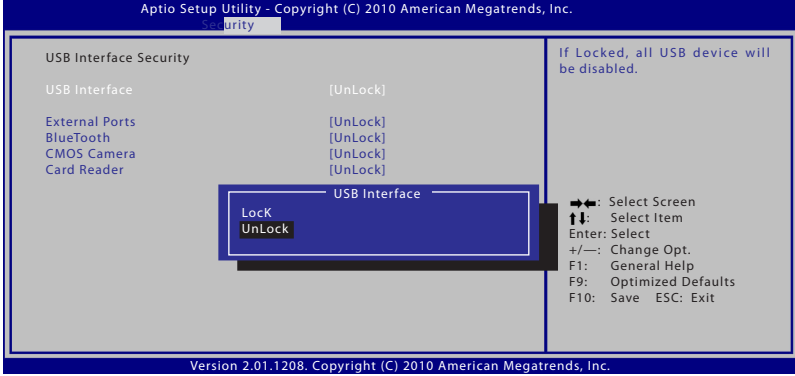 Aptio Setup Utility - Copyright (C) 2010 American Megatrends, Inc.
Security
USB Interface Security
USB Interface [UnLock]
External Ports [UnLock]
BlueTooth [UnLock]
CMOS Camera [UnLock]
Card Reader [UnLock]
USB Interface
LocK
UnLock
If Locked, all USB device will
be disabled.
→←: Select Screen
↑↓: Select Item
Enter: Select
+/—: Change Opt.
F1: General Help
F9: Optimized Defaults
F10: Save ESC: Exit
Version 2.01.1208. Copyright (C) 2010 American Megatrends, Inc.